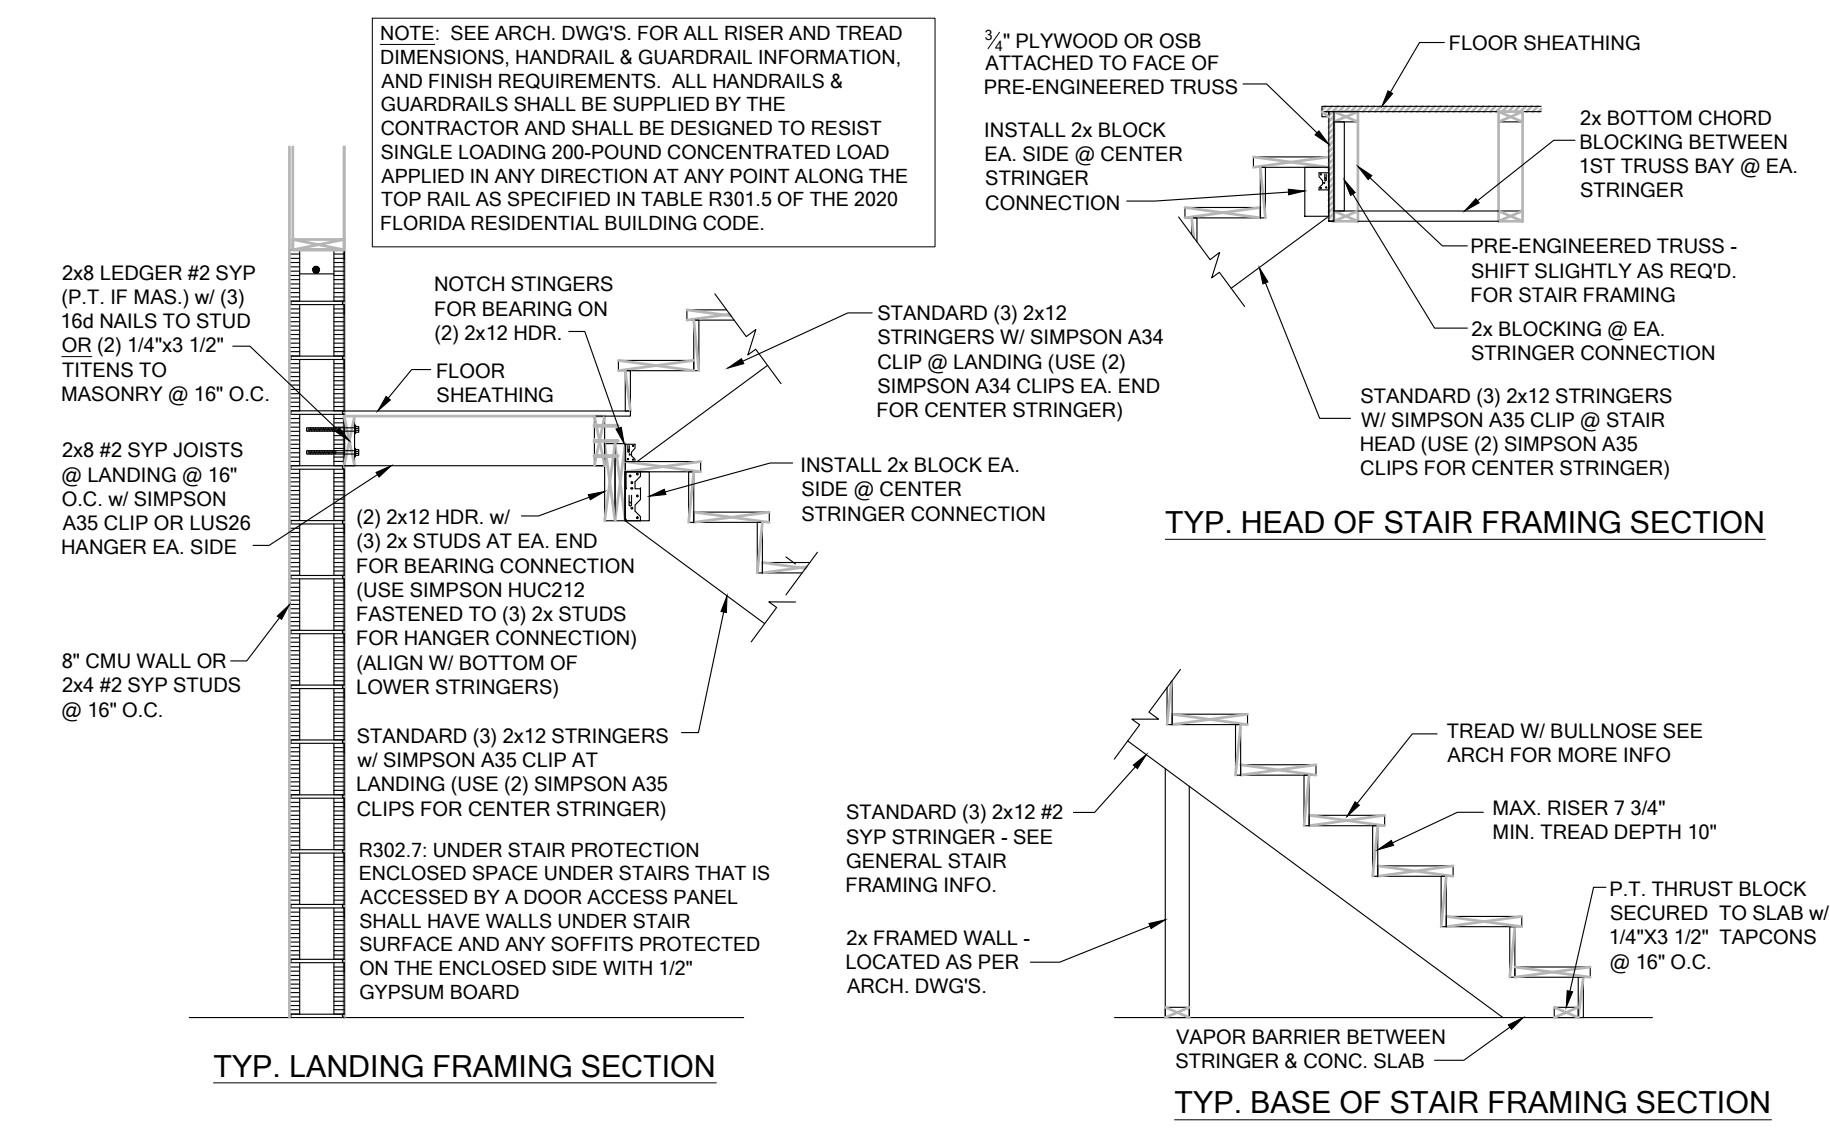 NOTE: SEE ARCH. DWG'S. FOR ALL RISER AND TREAD
DIMENSIONS, HANDRAIL & GUARDRAIL INFORMATION,
AND FINISH REQUIREMENTS. ALL HANDRAILS &
GUARDRAILS SHALL BE SUPPLIED BY THE
CONTRACTOR AND SHALL BE DESIGNED TO RESIST
SINGLE LOADING 200-POUND CONCENTRATED LOAD
APPLIED IN ANY DIRECTION AT ANY POINT ALONG THE
TOP RAIL AS SPECIFIED IN TABLE R301.5 OF THE 2020
FLORIDA RESIDENTIAL BUILDING CODE.
2x8 LEDGER #2 SYP
(P.T. IF MAS.) w/ (3)
16d NAILS TO STUD
OR (2) 1/4"x3 1/2"
TITENS TO
MASONRY @ 16" O.C.
2x8 #2 SYP JOISTS
@ LANDING @ 16"
O.C. w/ SIMPSON
A35 CLIP OR LUS26
HANGER EA. SIDE
8" CMU WALL OR
2x4 #2 SYP STUDS
@ 16" O.C.
NOTCH STINGERS
FOR BEARING ON
(2) 2x12 HDR.
FLOOR
SHEATHING
STANDARD (3) 2x12
STRINGERS W/ SIMPSON A34
CLIP @ LANDING (USE (2)
SIMPSON A34 CLIPS EA. END
FOR CENTER STRINGER)
INSTALL 2x BLOCK EA.
SIDE @ CENTER
STRINGER CONNECTION
(2) 2x12 HDR. w/
(3) 2x STUDS AT EA. END
FOR BEARING CONNECTION
(USE SIMPSON HUC212
FASTENED TO (3) 2x STUDS
FOR HANGER CONNECTION)
(ALIGN W/ BOTTOM OF
LOWER STRINGERS)
STANDARD (3) 2x12 STRINGERS
w/ SIMPSON A35 CLIP AT
LANDING (USE (2) SIMPSON A35
CLIPS FOR CENTER STRINGER)
R302.7: UNDER STAIR PROTECTION
ENCLOSED SPACE UNDER STAIRS THAT IS
ACCESSED BY A DOOR ACCESS PANEL
SHALL HAVE WALLS UNDER STAIR
SURFACE AND ANY SOFFITS PROTECTED
ON THE ENCLOSED SIDE WITH 1/2"
GYPSUM BOARD
TYP. LANDING FRAMING SECTION
3/4" PLYWOOD OR OSB
ATTACHED TO FACE OF
PRE-ENGINEERED TRUSS
INSTALL 2x BLOCK
EA. SIDE @ CENTER
STRINGER
CONNECTION
FLOOR SHEATHING
2x BOTTOM CHORD
BLOCKING BETWEEN
1ST TRUSS BAY @ EA.
STRINGER
PRE-ENGINEERED TRUSS -
SHIFT SLIGHTLY AS REQ'D.
FOR STAIR FRAMING
2x BLOCKING @ EA.
STRINGER CONNECTION
STANDARD (3) 2x12 STRINGERS
W/ SIMPSON A35 CLIP @ STAIR
HEAD (USE (2) SIMPSON A35
CLIPS FOR CENTER STRINGER)
TYP. HEAD OF STAIR FRAMING SECTION
TREAD W/ BULLNOSE SEE
ARCH FOR MORE INFO
MAX. RISER 7 3/4"
MIN. TREAD DEPTH 10"
P.T. THRUST BLOCK
SECURED TO SLAB w/
1/4"X3 1/2" TAPCONS
@ 16" O.C.
STANDARD (3) 2x12 #2
SYP STRINGER - SEE
GENERAL STAIR
FRAMING INFO.
2x FRAMED WALL -
LOCATED AS PER
ARCH. DWG'S.
VAPOR BARRIER BETWEEN
STRINGER & CONC. SLAB
TYP. BASE OF STAIR FRAMING SECTION